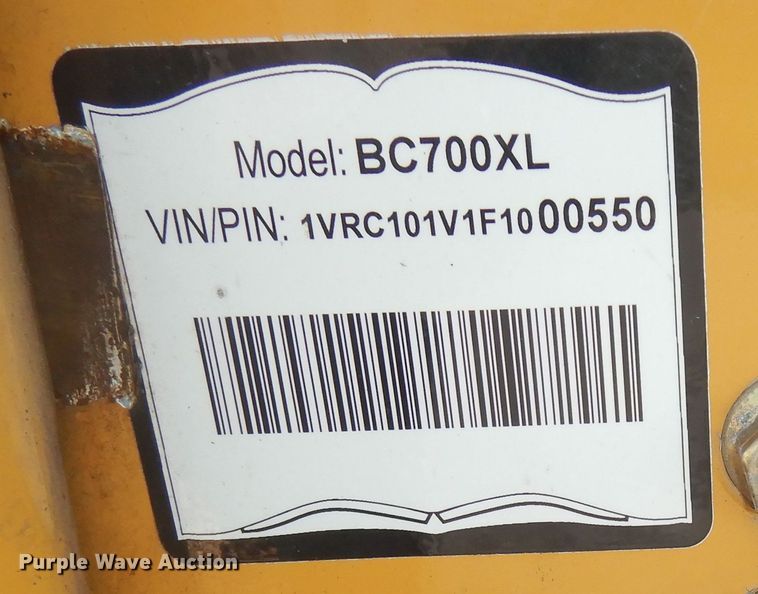 Model: BC700XL
VIN/PIN: 1VRC101V1F1000550
Purple Wave Auction